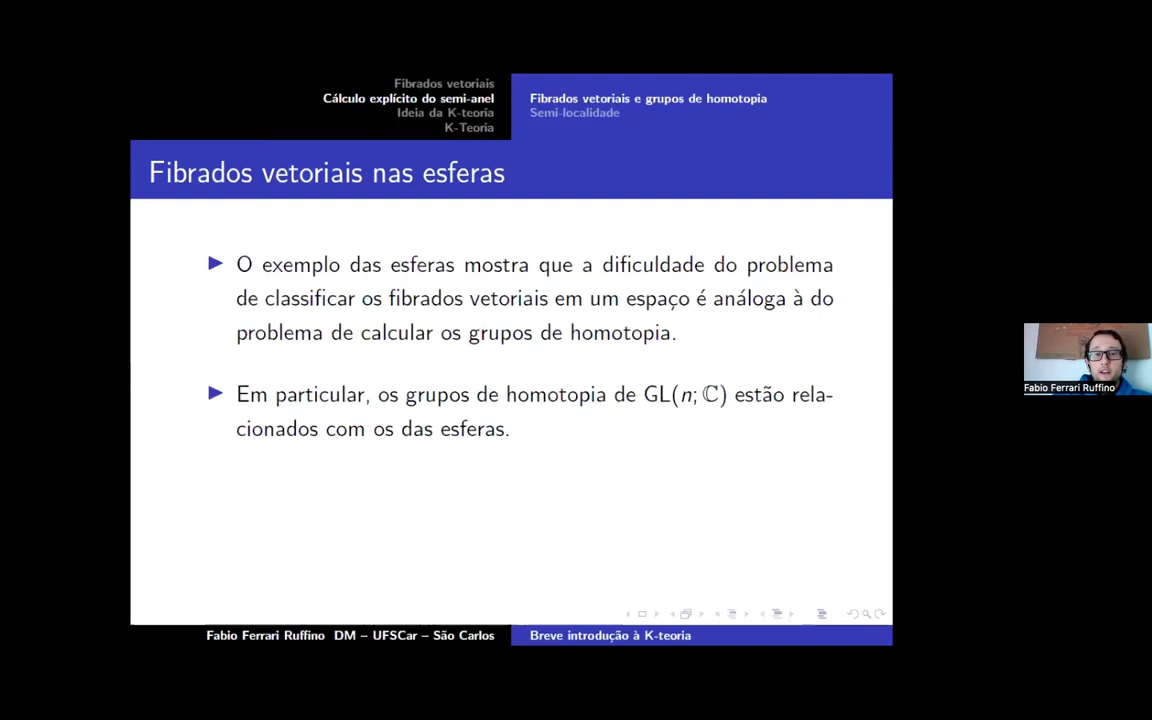 Fibrados vetoriais
Cálculo explícito do semi-anel
Ideia da K-teoria
K-Teoria
Fibrados vetoriais e grupos de homotopia
Semi-localidade
Fibrados vetoriais nas esferas
O exemplo das esferas mostra que a dificuldade do problema
de classificar os fibrados vetoriais em um espaço é análoga à do
problema de calcular os grupos de homotopia.
Em particular, os grupos de homotopia de GL(n; ℂ) estão rela-
cionados com os das esferas.
Fabio Ferrari Ruffino
Fabio Ferrari Ruffino DM – UFSCar – São Carlos
Breve introdução à K-teoria